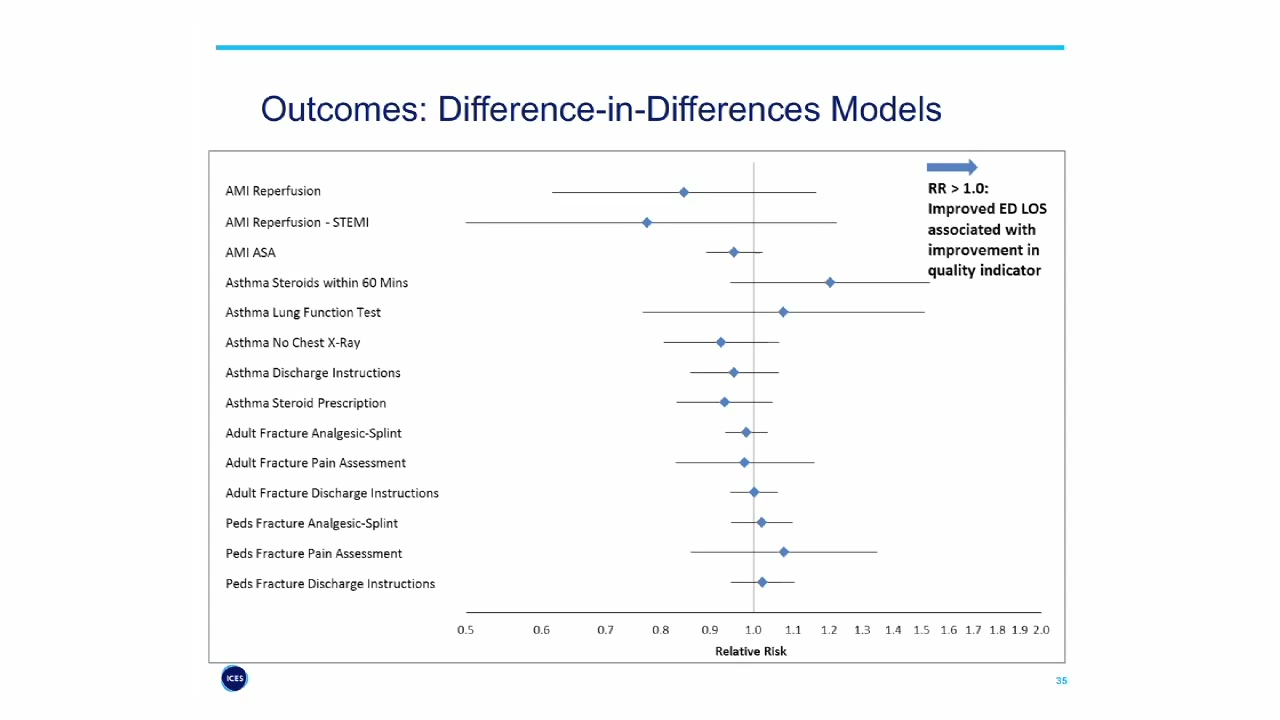 Outcomes: Difference-in-Differences Models
RR > 1.0:
Improved ED LOS
associated with
improvement in
quality indicator
AMI Reperfusion
AMI Reperfusion - STEMI
AMI ASA
Asthma Steroids within 60 Mins
Asthma Lung Function Test
Asthma No Chest X-Ray
Asthma Discharge Instructions
Asthma Steroid Prescription
Adult Fracture Analgesic-Splint
Adult Fracture Pain Assessment
Adult Fracture Discharge Instructions
Peds Fracture Analgesic-Splint
Peds Fracture Pain Assessment
Peds Fracture Discharge Instructions
0.5 0.6 0.7 0.8 0.9 1.0 1.1 1.2 1.3 1.4 1.5 1.6 1.7 1.8 1.9 2.0
Relative Risk
ICES
35